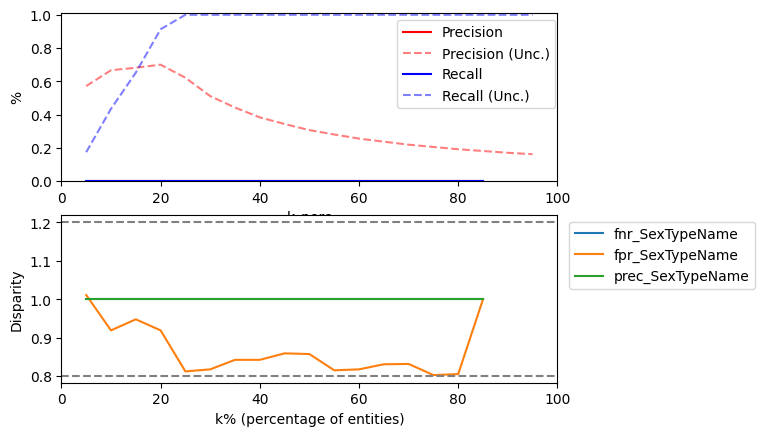 1.0
0.8
0.6
0.4
0.2
0.0
%
Precision
Precision (Unc.)
Recall
Recall (Unc.)
0
20
40
60
80
100
1.2
1.1
1.0
0.9
0.8
Disparity
fnr_SexTypeName
fpr_SexTypeName
prec_SexTypeName
0
20
40
60
80
100
k% (percentage of entities)